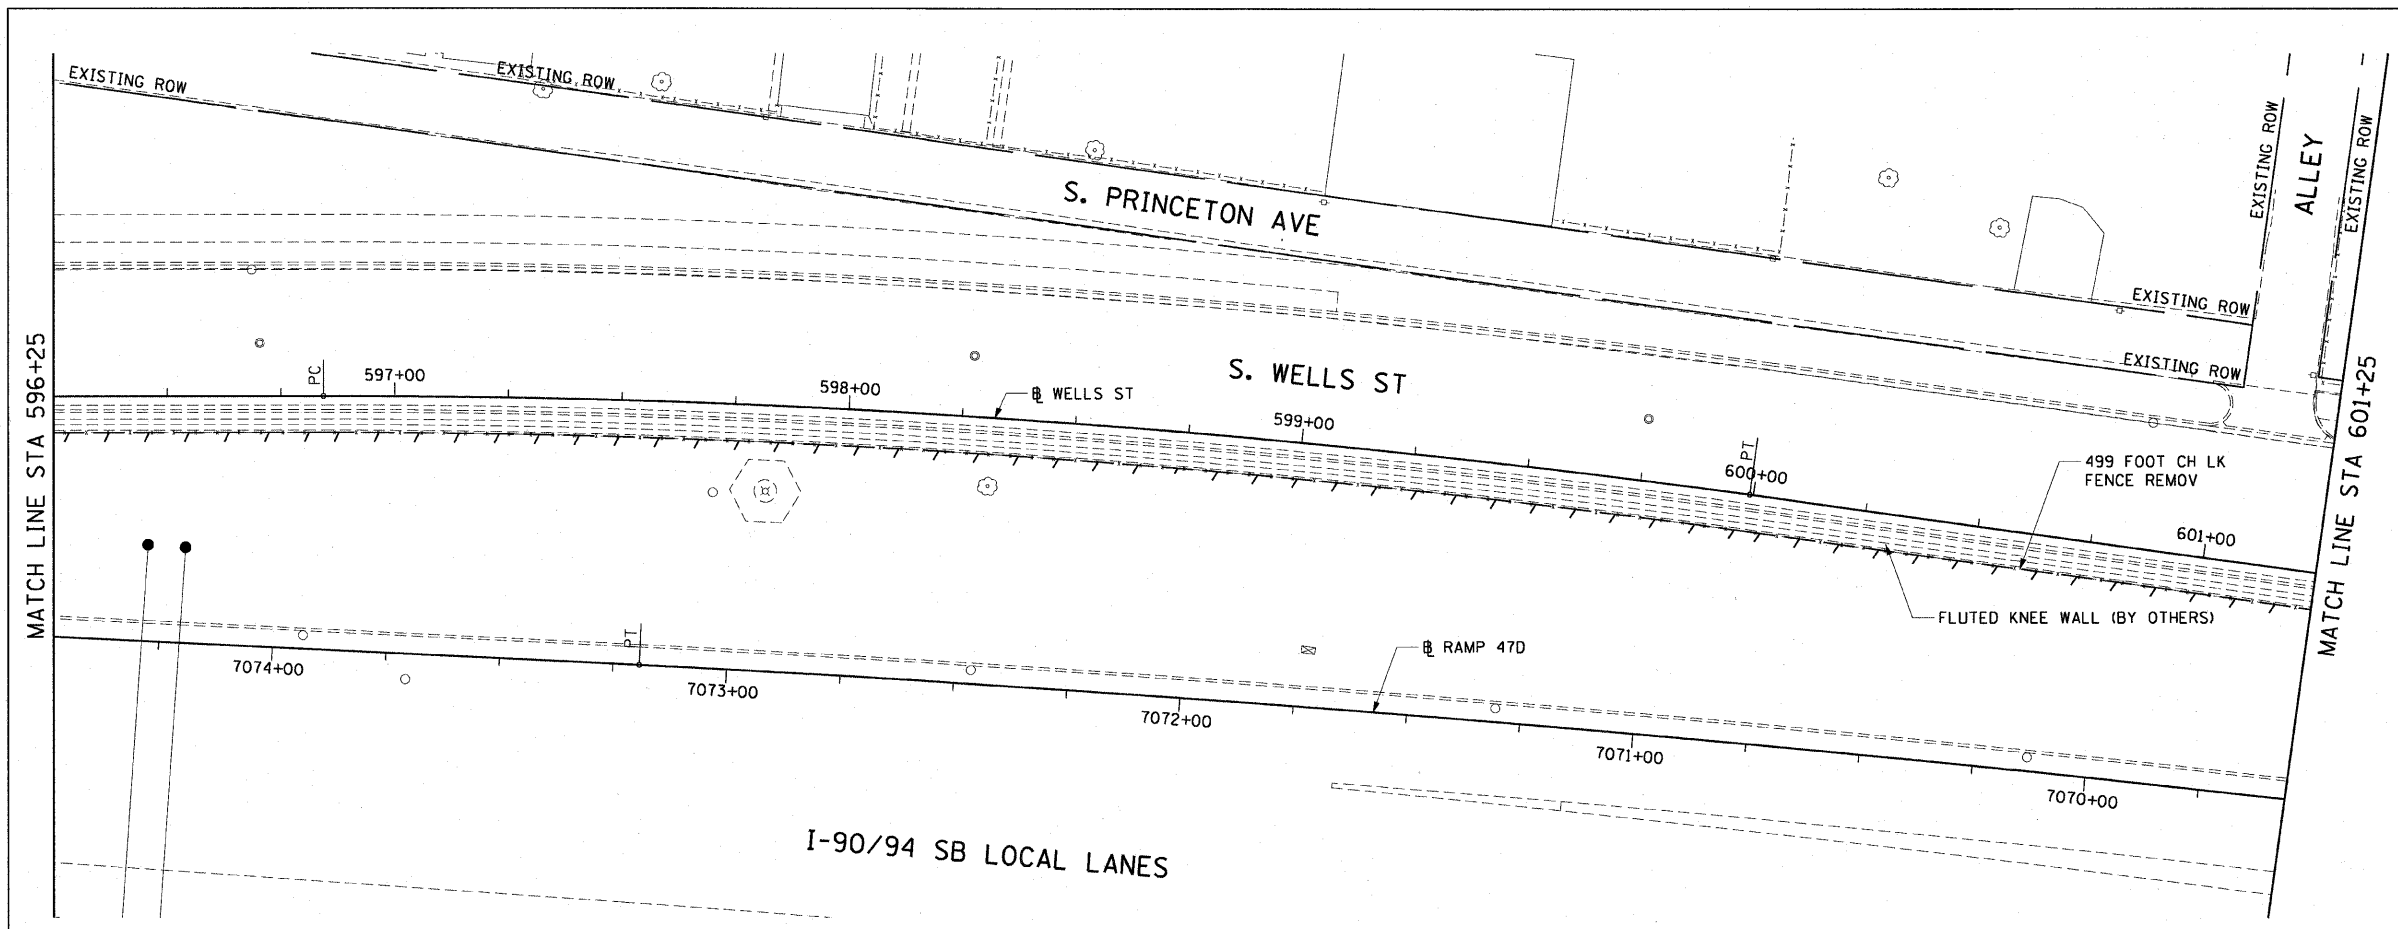 EXISTING ROW
EXISTING ROW
S. PRINCETON AVE
EXISTING ROW
ALLEY
EXISTING ROW
EXISTING ROW
EXISTING ROW
MATCH LINE STA 596+25
PC
597+00
598+00
℄ WELLS ST
S. WELLS ST
599+00
PT
600+00
499 FOOT CH LK
FENCE REMOV
601+00
MATCH LINE STA 601+25
FLUTED KNEE WALL (BY OTHERS)
7074+00
PT
7073+00
7072+00
℄ RAMP 47D
7071+00
7070+00
I-90/94 SB LOCAL LANES